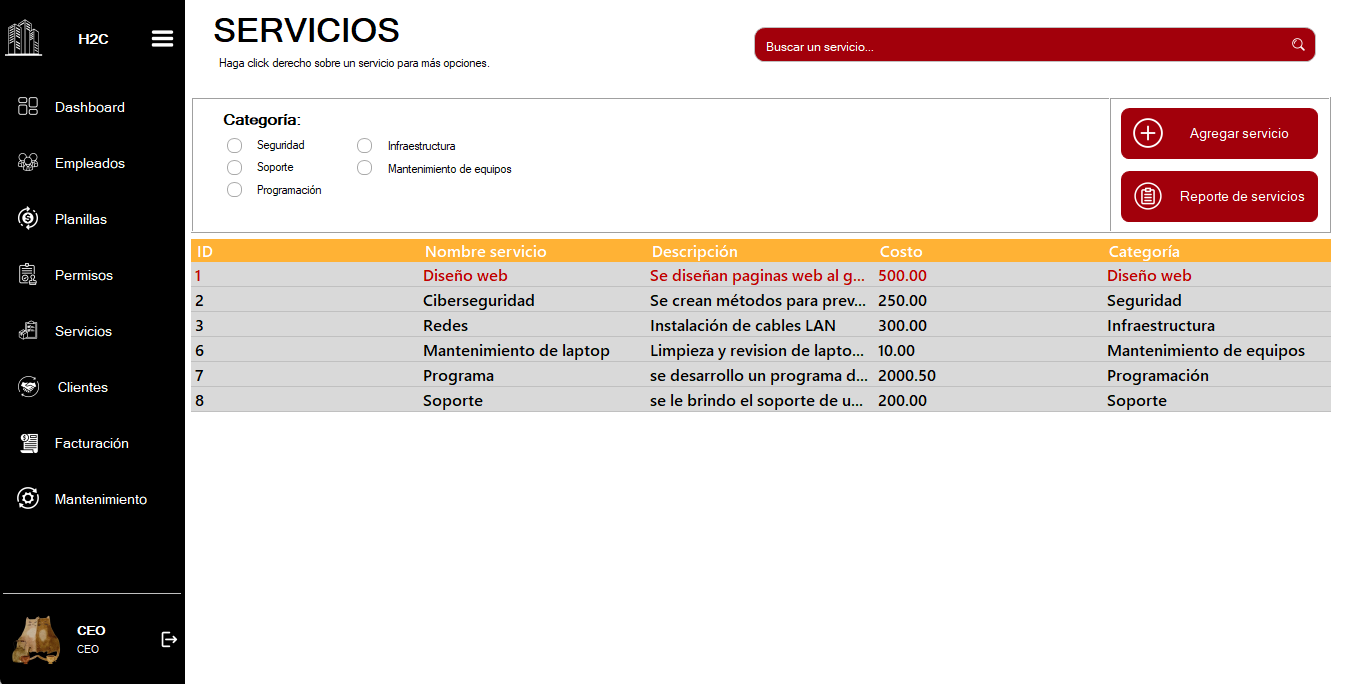 H2C
Dashboard
Empleados
Planillas
Permisos
Servicios
Clientes
Facturación
Mantenimiento
CEO
CEO
SERVICIOS
Haga click derecho sobre un servicio para más opciones.
Buscar un servicio...
Categoría:
Seguridad
Infraestructura
Soporte
Mantenimiento de equipos
Programación
Agregar servicio
Reporte de servicios
ID Nombre servicio Descripción Costo Categoría
1 Diseño web Se diseñan paginas web al g... 500.00 Diseño web
2 Ciberseguridad Se crean métodos para prev... 250.00 Seguridad
3 Redes Instalación de cables LAN 300.00 Infraestructura
6 Mantenimiento de laptop Limpieza y revision de lapto... 10.00 Mantenimiento de equipos
7 Programa se desarrollo un programa d... 2000.50 Programación
8 Soporte se le brindo el soporte de u... 200.00 Soporte